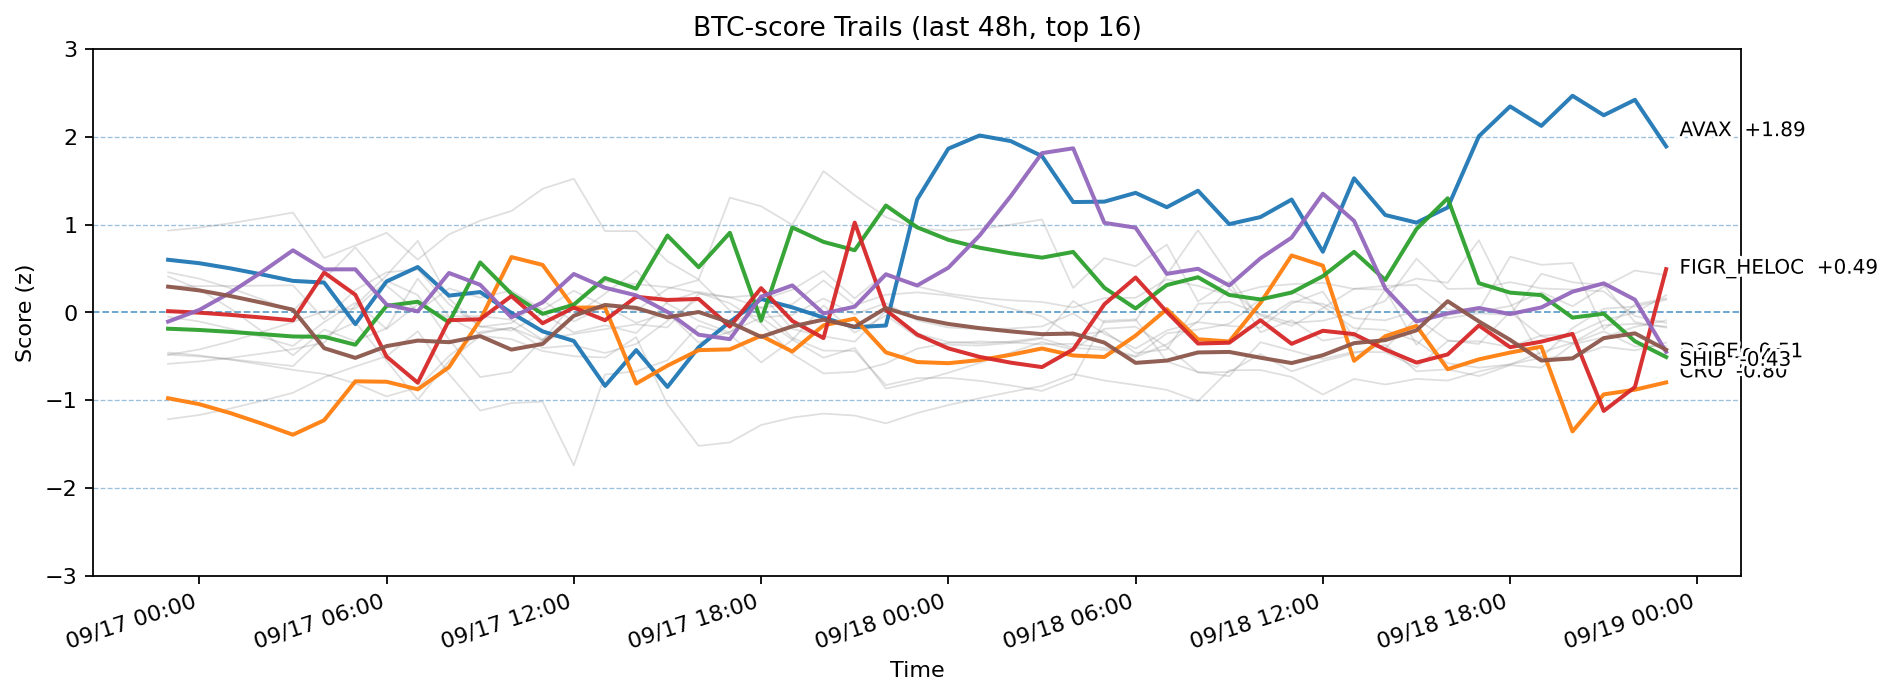 BTC-score Trails (last 48h, top 16)
3
2
1
0
−1
−2
−3
Score (z)
AVAX +1.89
FIGR_HELOC +0.49
SHIB -0.43
CRO -0.80
09/17 00:00
09/17 06:00
09/17 12:00
09/17 18:00
09/18 00:00
09/18 06:00
09/18 12:00
09/18 18:00
09/19 00:00
Time